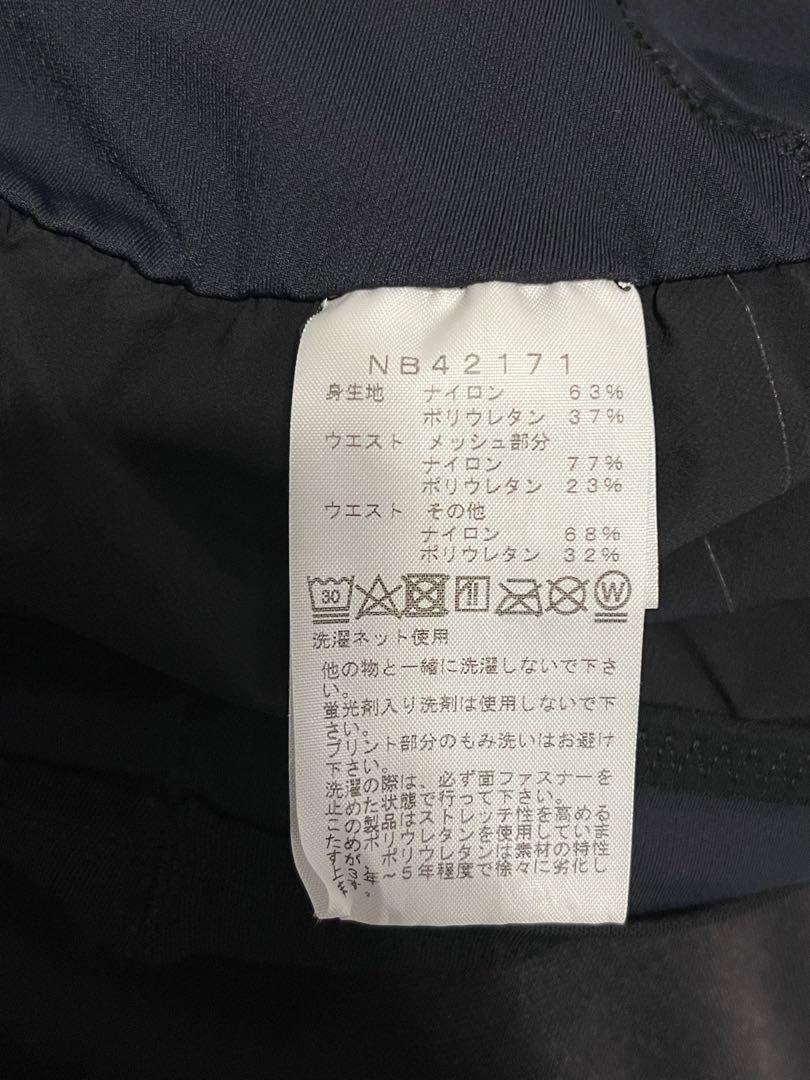 NB42171
身生地 ナイロン 63%
ポリウレタン 37%
ウエスト メッシュ部分
ナイロン 77%
ポリウレタン 23%
ウエスト その他
ナイロン 68%
ポリウレタン 32%
30 W
洗濯ネット使用
他の物と一緒に洗濯しないで下さ
い。
蛍光剤入り洗剤は使用しないで下
さい。
プリント部分のもみ洗いはお避け
下さい。
洗濯の際は、必ず面ファスナーを
止めた状態で行って下さい。
この製品はストレッチ性を高める
ためポリウレタンを使用していま
すがポリウレタンは素材の特化
上3年～5年程度で徐々に劣化し
ます。